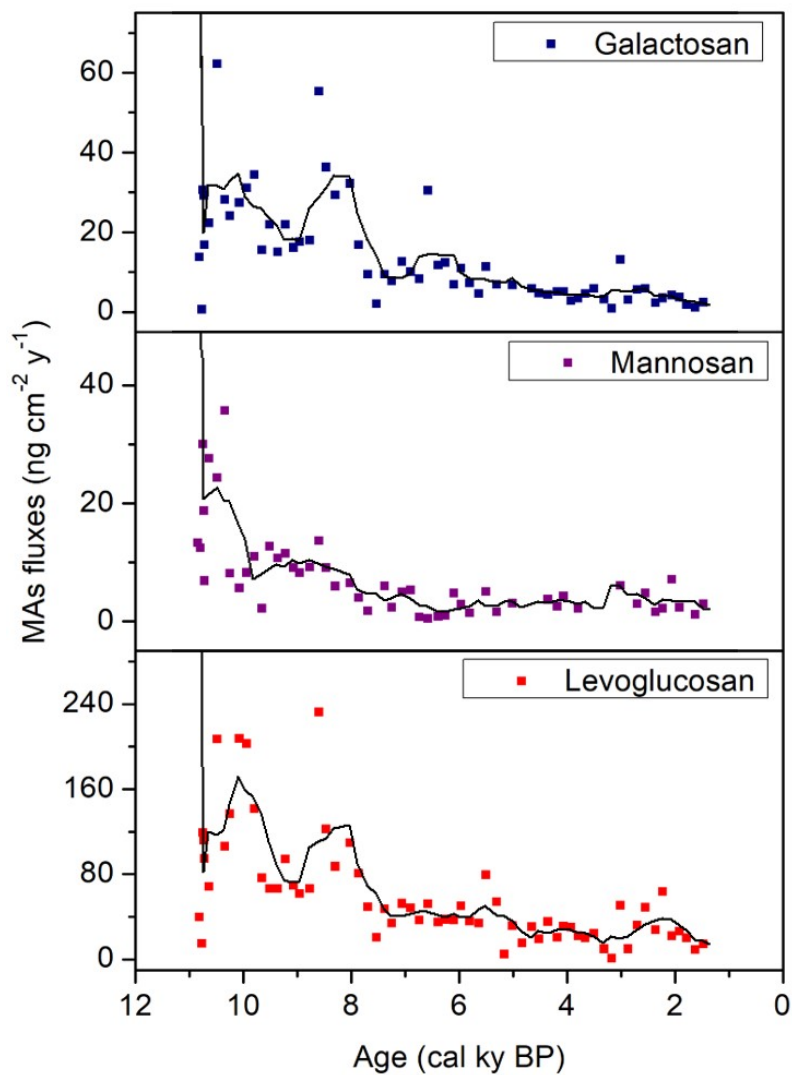 Galactosan
60
40
20
0
Mannosan
40
20
0
Levoglucosan
240
160
80
0
MAs fluxes (ng cm⁻² y⁻¹)
12 10 8 6 4 2 0
Age (cal ky BP)